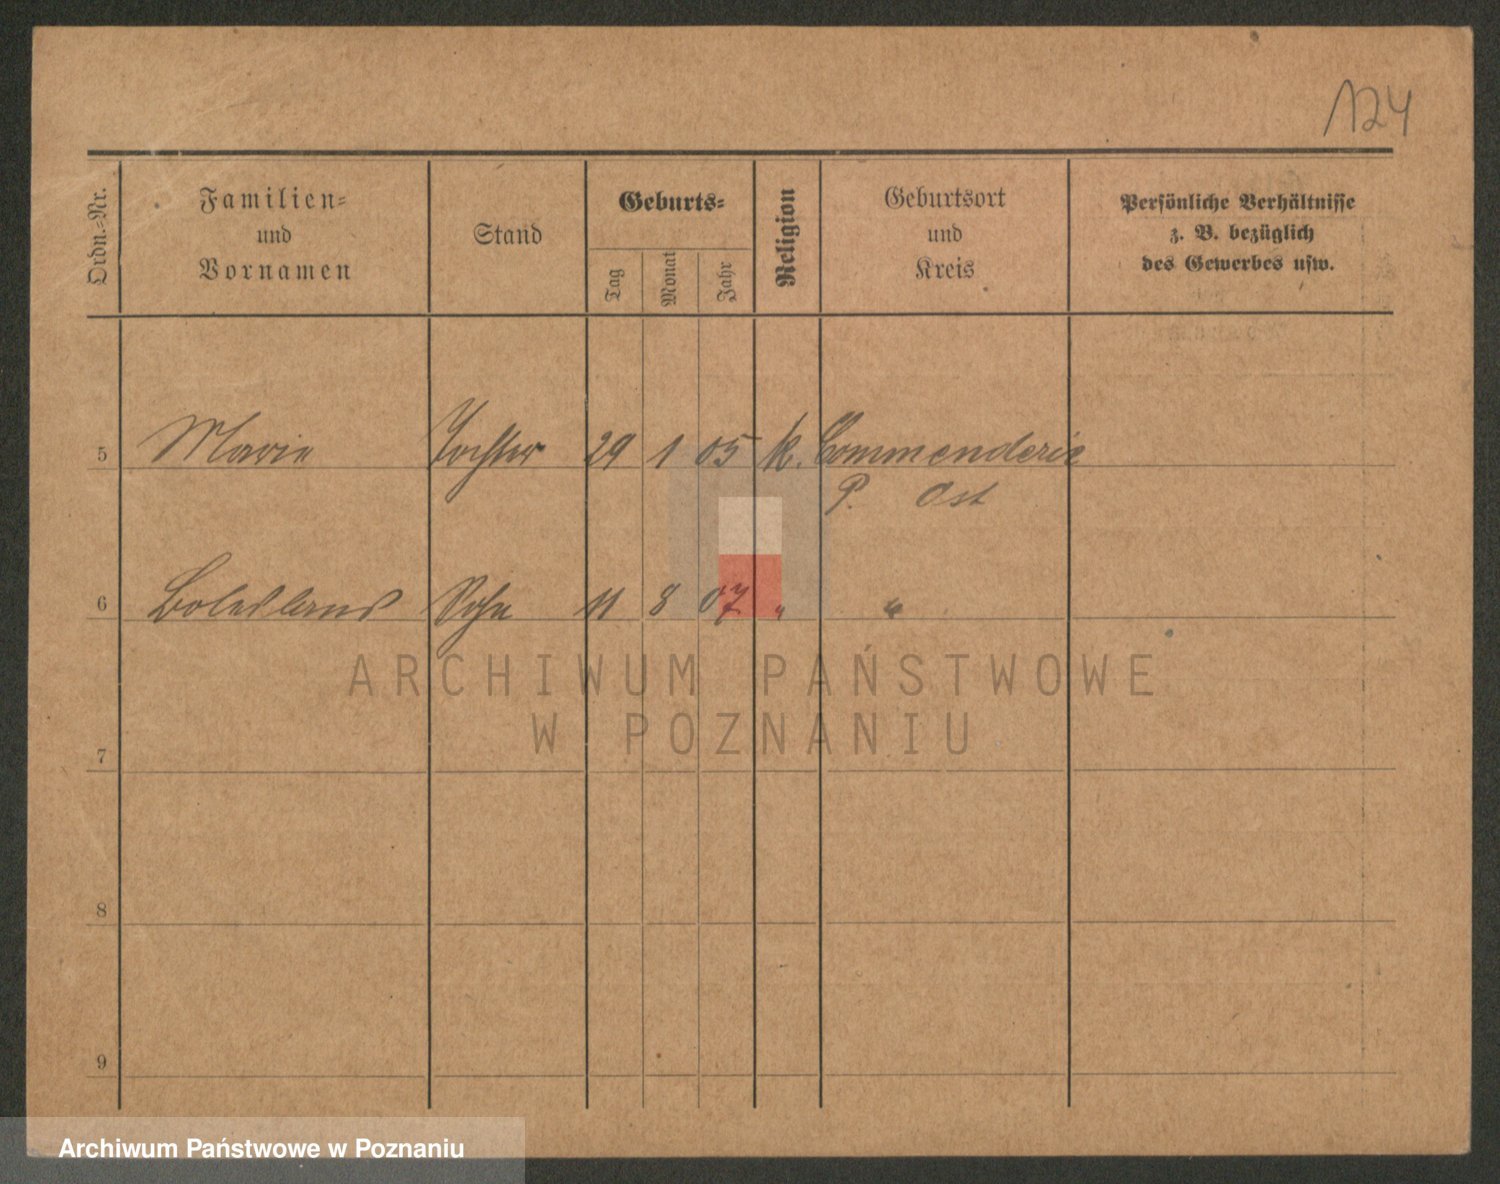 124
Ordn.-Nr.
Familien-
und
Vornamen
Stand
Geburts-
Tag
Monat
Jahr
Religion
Geburtsort
und
Kreis
Persönliche Verhältnisse
z. B. bezüglich
des Gewerbes usw.
5 Marie Tochter 29 1 05 k. Commenderie
P. Ost
6 Boleslaus Sohn 11 8 07 " "
ARCHIWUM PAŃSTWOWE
W POZNANIU
7
8
9
Archiwum Państwowe w Poznaniu